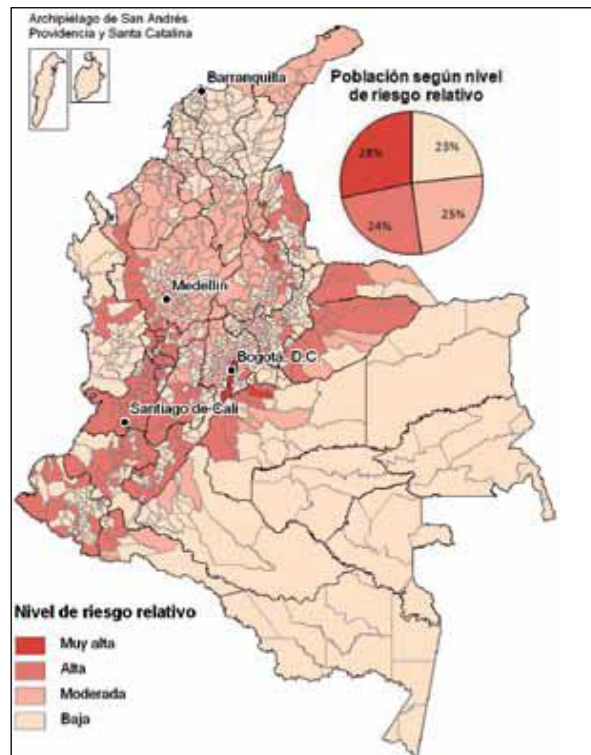 Archipiélago de San Andrés
Providencia y Santa Catalina
Barranquilla
Población según nivel
de riesgo relativo
28%
23%
24%
25%
Medellín
Bogotá, D.C
Santiago de Cali
Nivel de riesgo relativo
Muy alta
Alta
Moderada
Baja